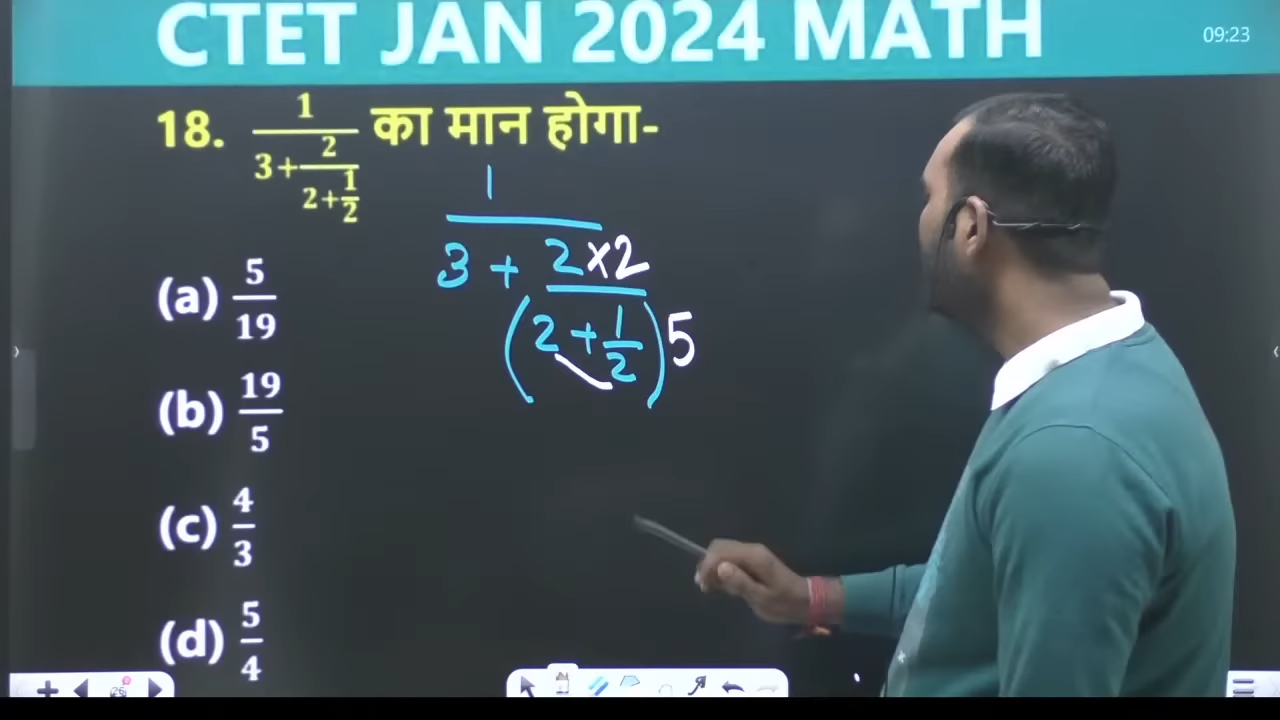 CTET JAN 2024 MATH
09:23
18. 1/(3+2/(2+1/2)) का मान होगा-
1
3 + 2×2
(2 + 1/2) 5
(a) 5/19
(b) 19/5
(c) 4/3
(d) 5/4